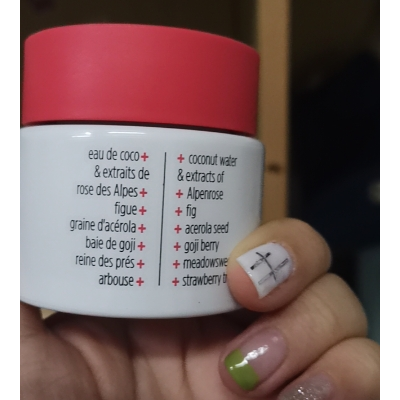 eau de coco+
& extraits de
rose des Alpes+
figue+
graine d'acérola+
baie de goji+
reine des prés+
arbouse+
+ coconut water
& extracts of
+ Alpenrose
+ fig
+ acerola seed
+ goji berry
+
+ strawberry